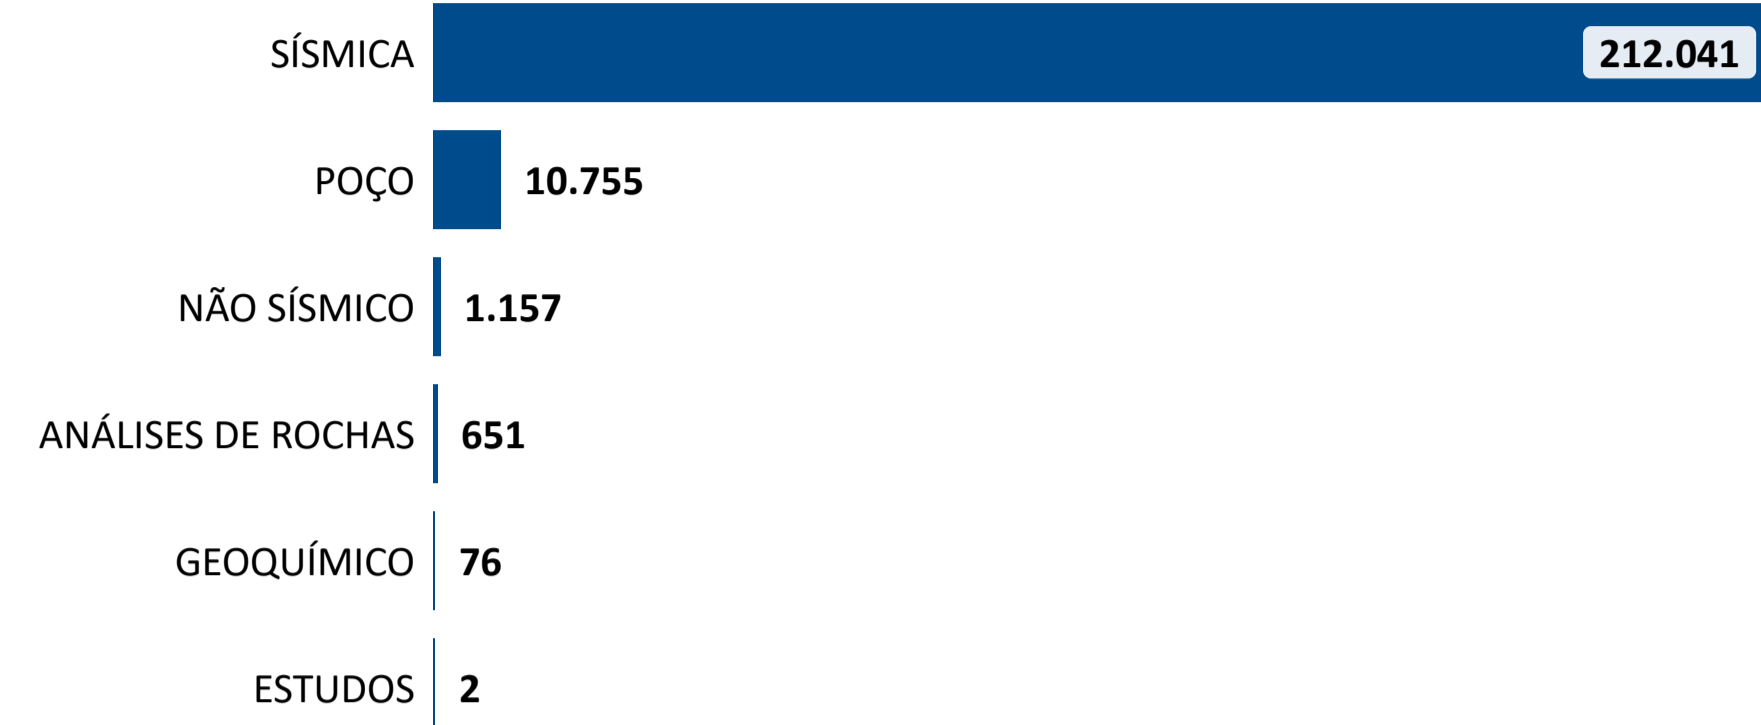 SÍSMICA 212.041
POÇO 10.755
NÃO SÍSMICO 1.157
ANÁLISES DE ROCHAS 651
GEOQUÍMICO 76
ESTUDOS 2